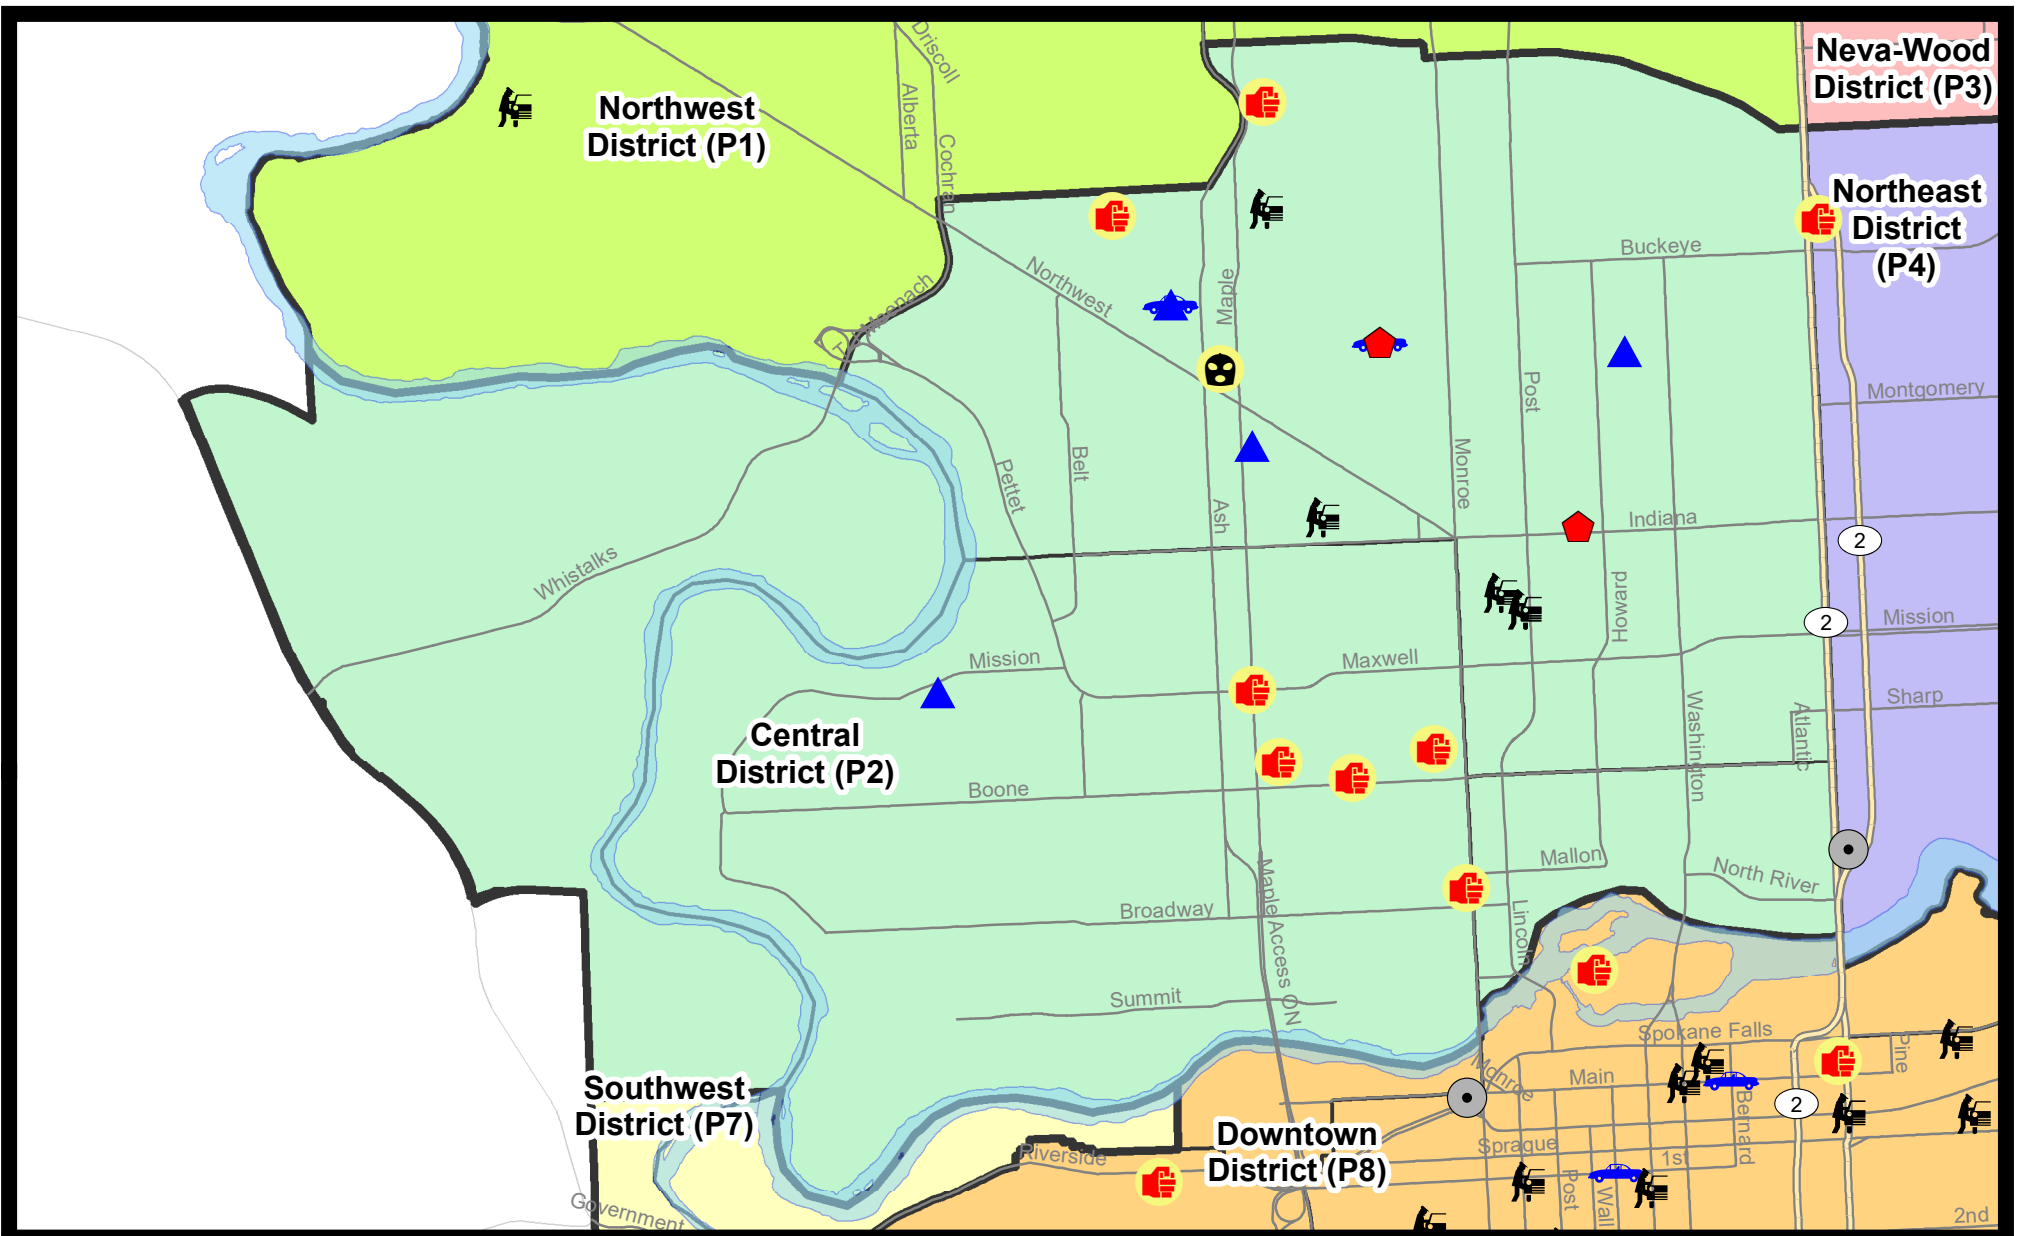 Neva-Wood
District (P3)
Driscoll
Northwest
District (P1)
Alberta
Cochran
Northeast
District
(P4)
Buckeye
Northwest
Maple
Post
Montgomery
Monroe
Belt
Pettet
Ash
Indiana
2
Whistalks
Howard
2
Mission
Mission
Maxwell
Sharp
Washington
Atlantic
Central
District (P2)
Boone
Mallon
North River
Maple Access ON
Broadway
Lincoln
Summit
Spokane Falls
Pine
Monroe
Main
Southwest
District (P7)
2
Bernard
Downtown
District (P8)
Sprague
Riverside
1st
Post
Wall
Government
2nd